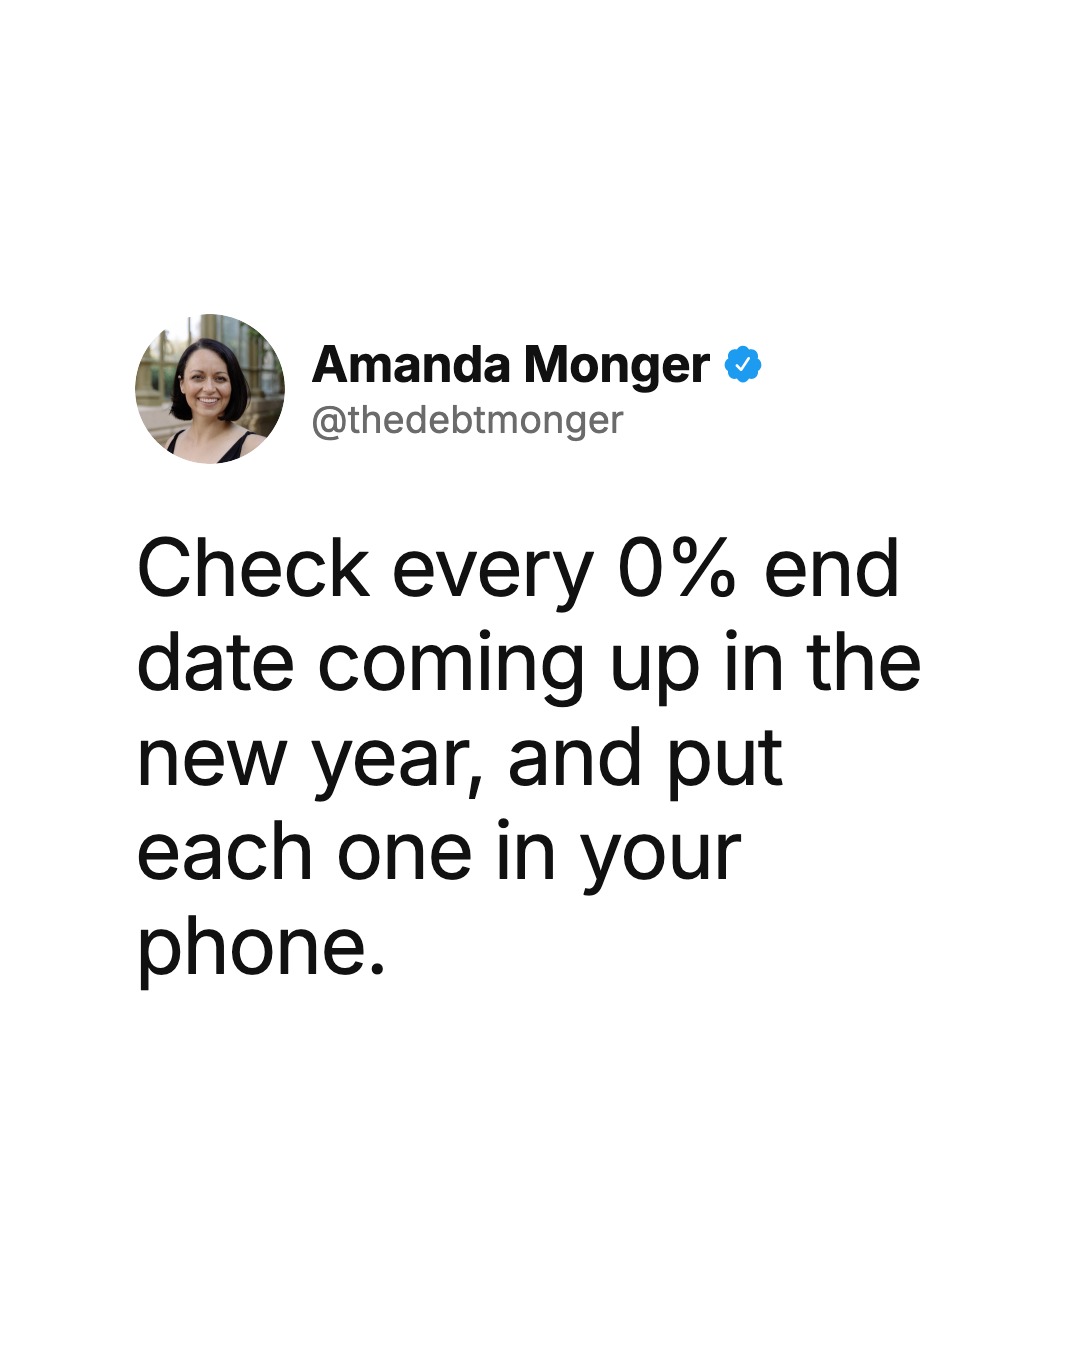 Amanda Monger
@thedebtmonger
Check every 0% end
date coming up in the
new year, and put
each one in your
phone.